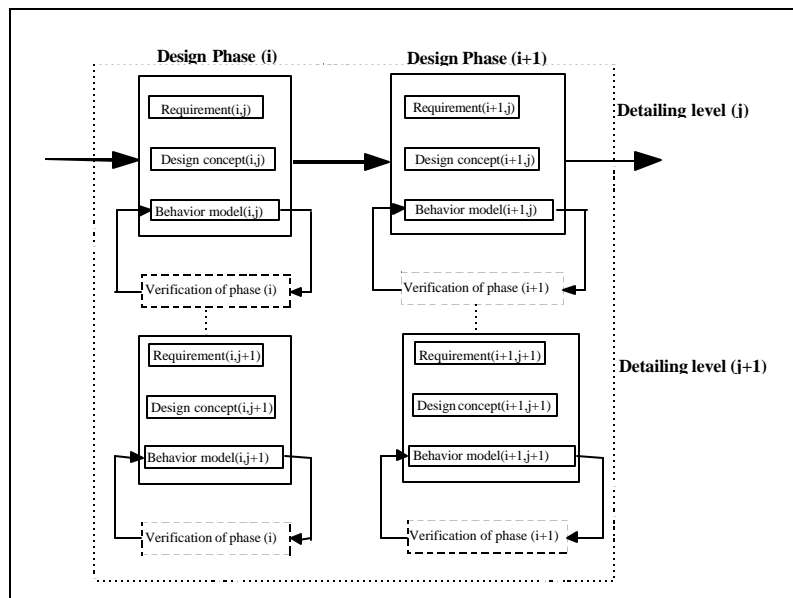 Design Phase (i)
Design Phase (i+1)
Requirement(i,j)
Requirement(i+1,j)
Detailing level (j)
Design concept(i,j)
Design concept(i+1,j)
Behavior model(i,j)
Behavior model(i+1,j)
Verification of phase (i)
Verification of phase (i+1)
Requirement(i,j+1)
Requirement(i+1,j+1)
Detailing level (j+1)
Design concept(i,j+1)
Design concept(i+1,j+1)
Behavior model(i,j+1)
Behavior model(i+1,j+1)
Verification of phase (i)
Verification of phase (i+1)